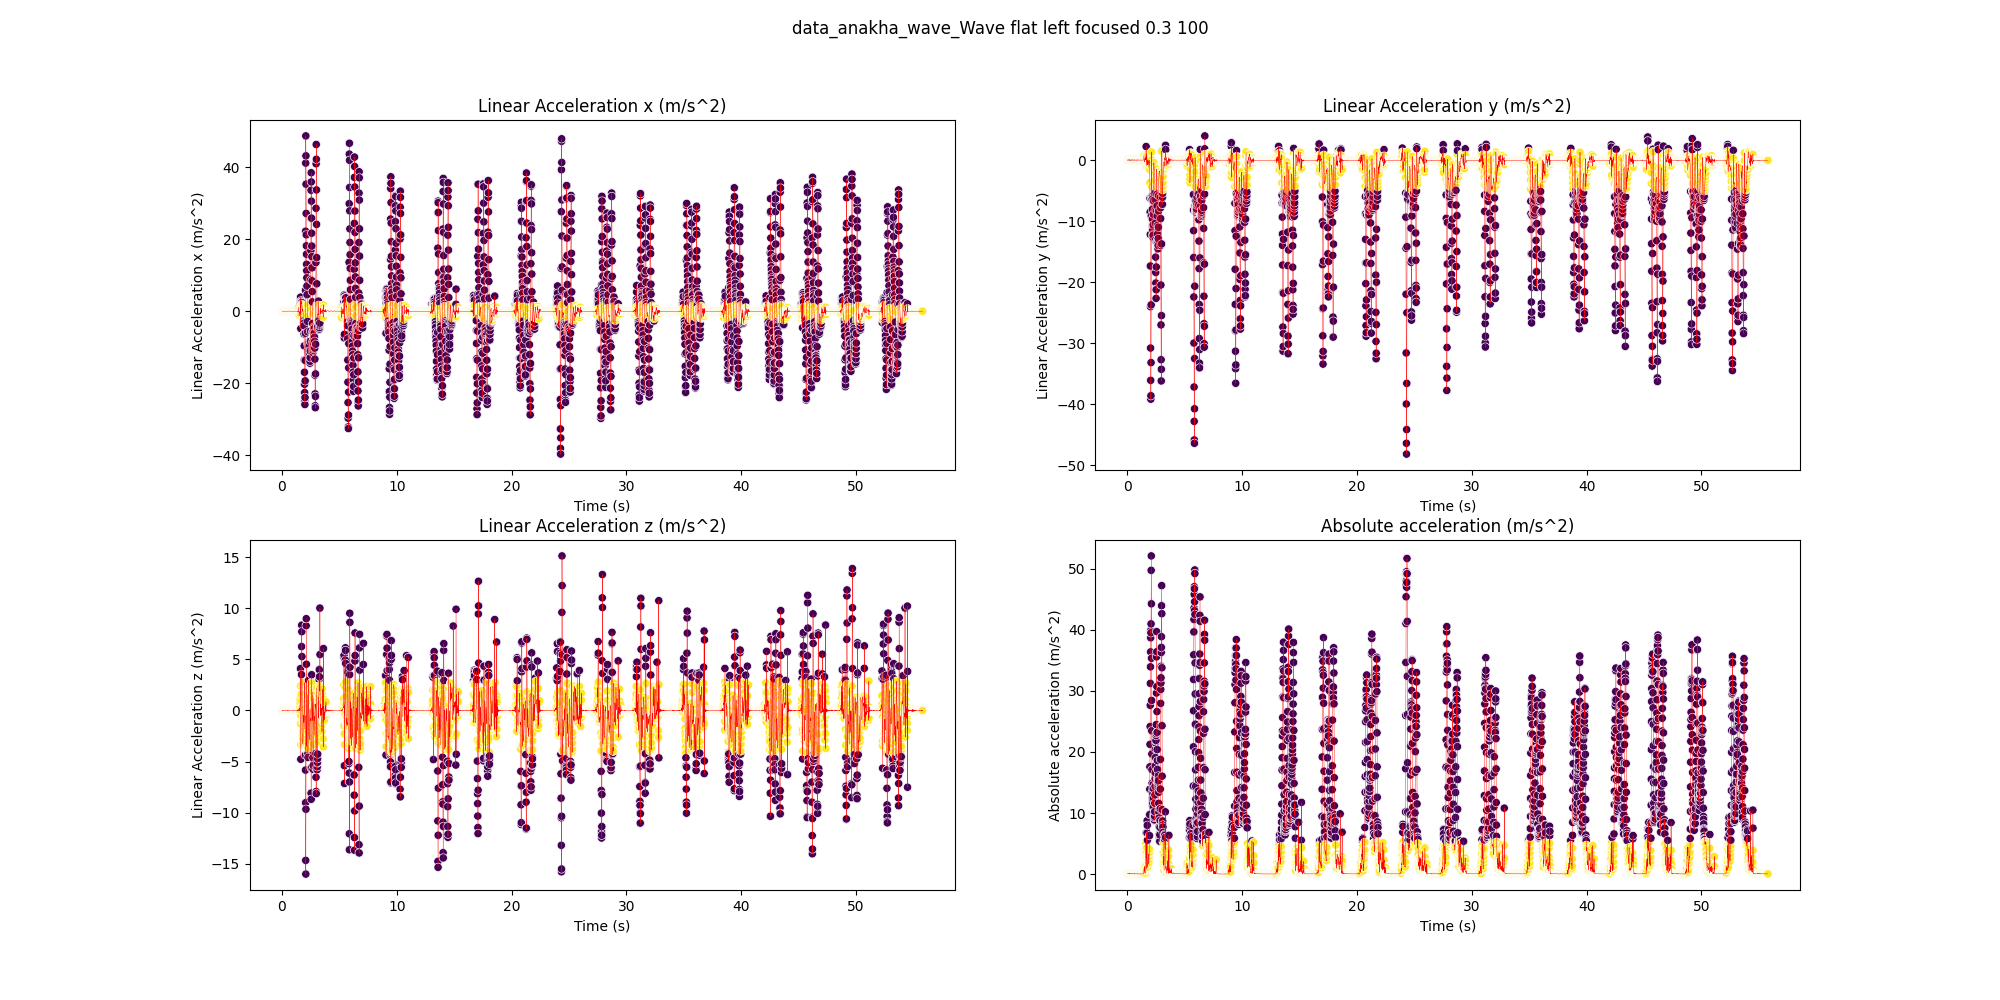 data_anakha_wave_Wave flat left focused 0.3 100
Linear Acceleration x (m/s^2)
Linear Acceleration x (m/s^2)
40
20
0
−20
−40
0 10 20 30 40 50
Time (s)
Linear Acceleration y (m/s^2)
Linear Acceleration y (m/s^2)
0
−10
−20
−30
−40
−50
0 10 20 30 40 50
Time (s)
Linear Acceleration z (m/s^2)
Linear Acceleration z (m/s^2)
15
10
5
0
−5
−10
−15
0 10 20 30 40 50
Time (s)
Absolute acceleration (m/s^2)
Absolute acceleration (m/s^2)
50
40
30
20
10
0
0 10 20 30 40 50
Time (s)